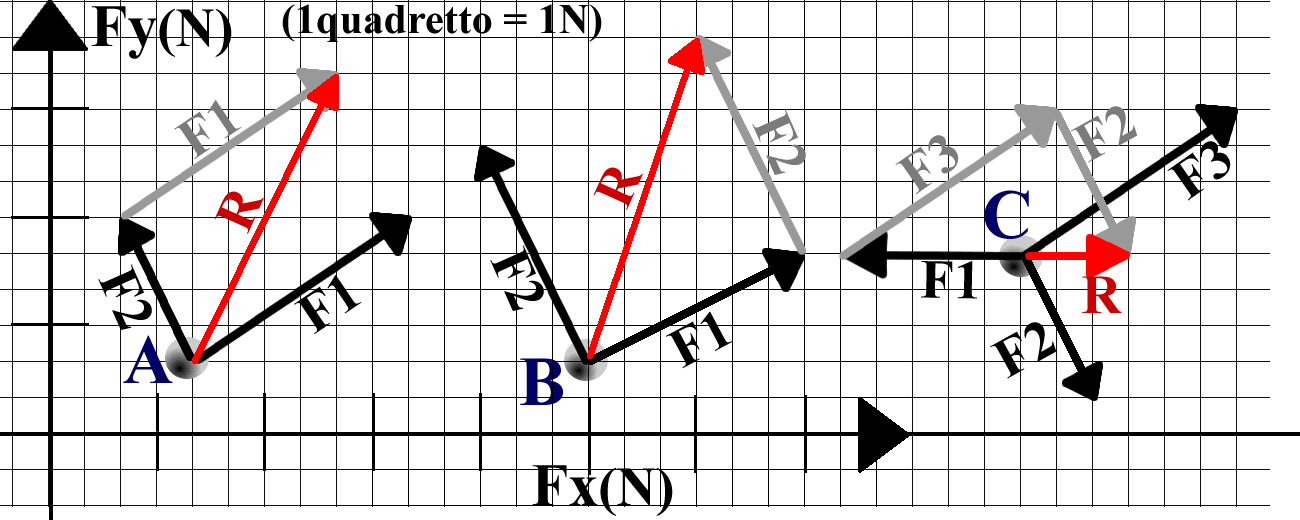 Fy(N)
(1quadretto = 1N)
F1
R
F2
F1
A
R
F2
F2
F1
B
F3
F2
C
F3
F1
R
F2
Fx(N)